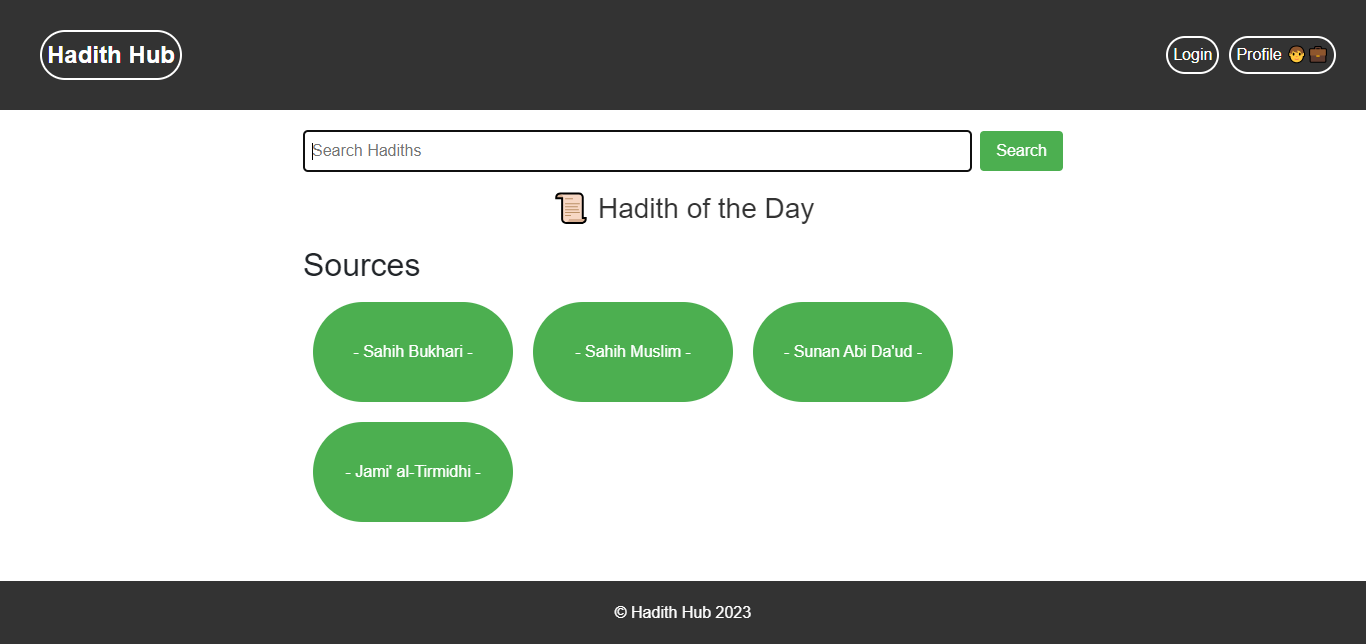 Hadith Hub
Login
Profile 🧑‍💼
Search Hadiths
Search
📜 Hadith of the Day
Sources
- Sahih Bukhari -
- Sahih Muslim -
- Sunan Abi Da'ud -
- Jami' al-Tirmidhi -
© Hadith Hub 2023